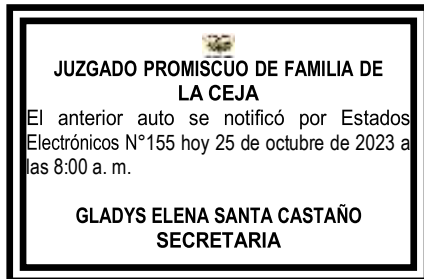 JUZGADO PROMISCUO DE FAMILIA DE
LA CEJA
El anterior auto se notificó por Estados
Electrónicos N°155 hoy 25 de octubre de 2023 a
las 8:00 a. m.
GLADYS ELENA SANTA CASTAÑO
SECRETARIA